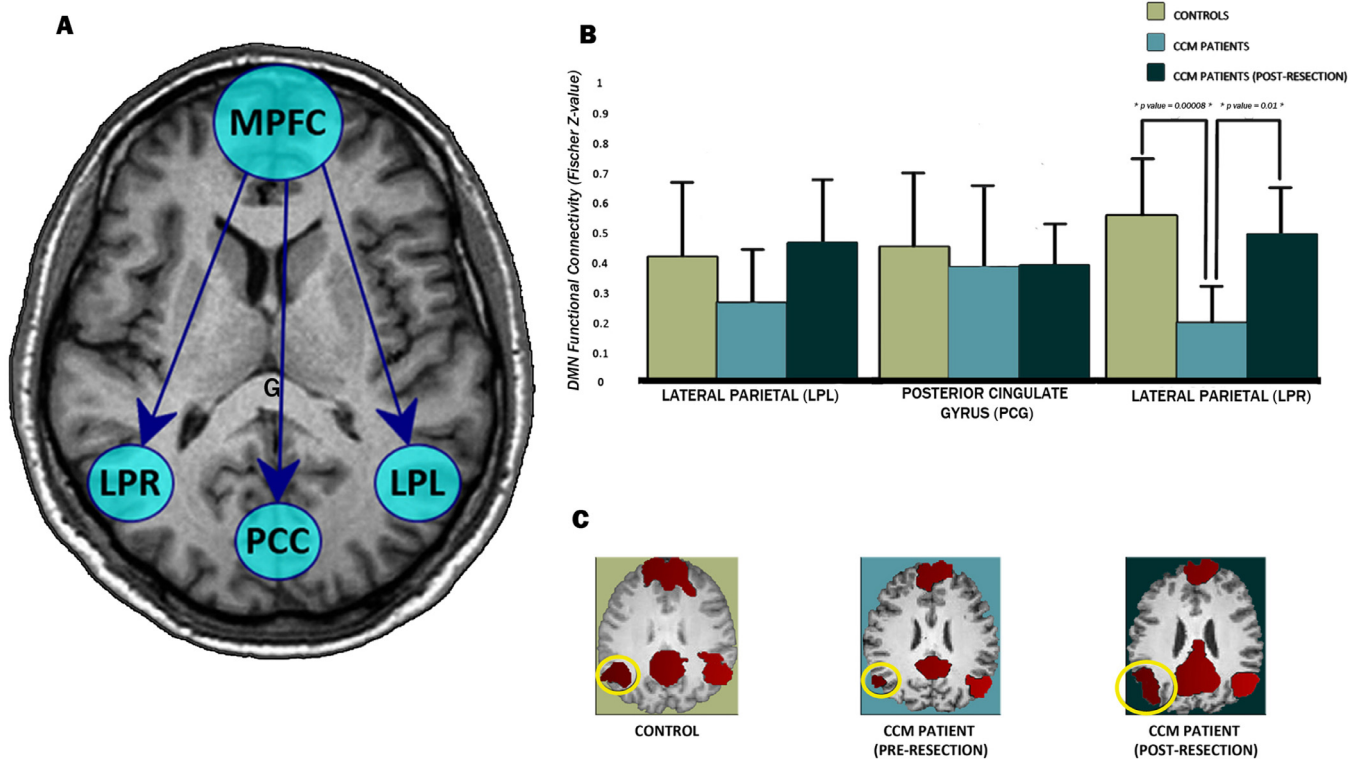 A
MPFC
G
LPR
LPL
PCC
B
CONTROLS
CCM PATIENTS
CCM PATIENTS (POST-RESECTION)
* p value = 0.00008 *
* p value = 0.01 *
DMN Functional Connectivity (Fischer Z-value)
1
0.9
0.8
0.7
0.6
0.5
0.4
0.3
0.2
0.1
0
LATERAL PARIETAL (LPL)
POSTERIOR CINGULATE
GYRUS (PCG)
LATERAL PARIETAL (LPR)
C
CONTROL
CCM PATIENT
(PRE-RESECTION)
CCM PATIENT
(POST-RESECTION)